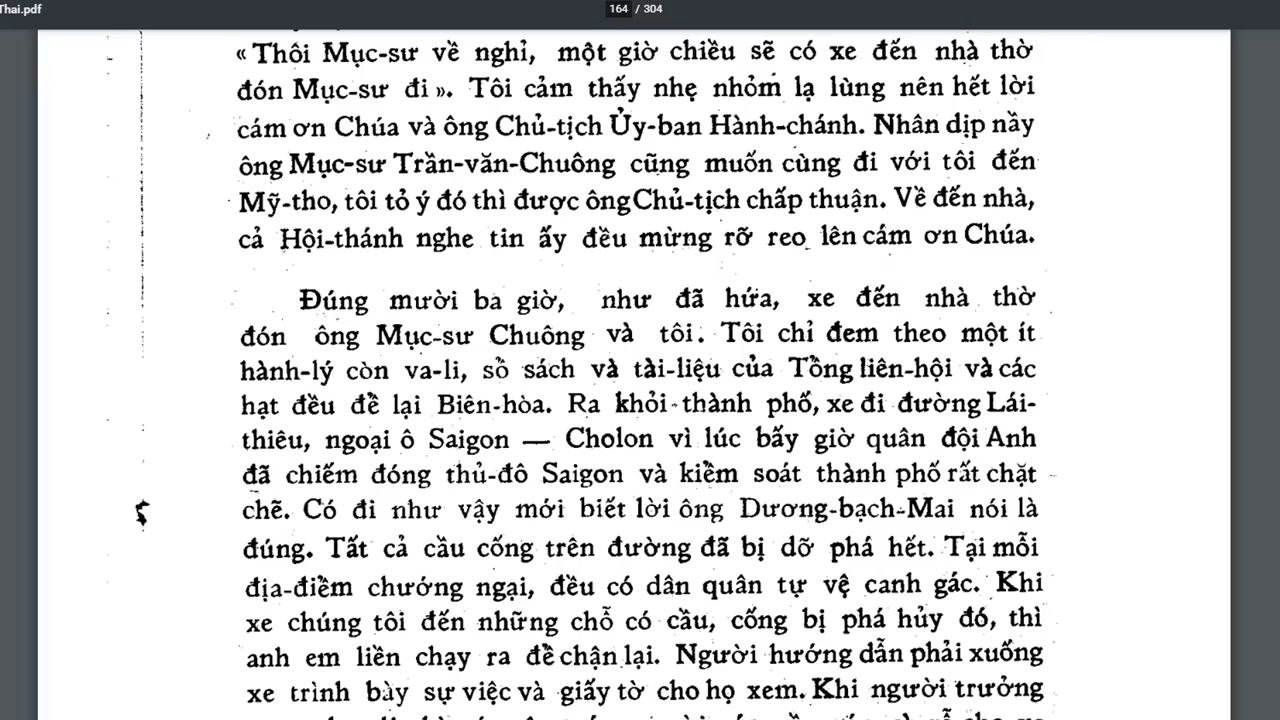 Thai.pdf
164 / 304
« Thôi Mục-sư về nghỉ, một giờ chiều sẽ có xe đến nhà thờ
đón Mục-sư đi ». Tôi cảm thấy nhẹ nhỏm lạ lùng nên hết lời
cám ơn Chúa và ông Chủ-tịch Ủy-ban Hành-chánh. Nhân dịp nầy
ông Mục-sư Trần-văn-Chuông cũng muốn cùng đi với tôi đến
Mỹ-tho, tôi tỏ ý đó thì được ông Chủ-tịch chấp thuận. Về đến nhà,
cả Hội-thánh nghe tin ấy đều mừng rỡ reo lên cám ơn Chúa.
Đúng mười ba giờ, như đã hứa, xe đến nhà thờ
đón ông Mục-sư Chuông và tôi. Tôi chỉ đem theo một ít
hành-lý còn va-li, sổ sách và tài-liệu của Tổng liên-hội và các
hạt đều để lại Biên-hòa. Ra khỏi thành phố, xe đi đường Lái-
thiêu, ngoại ô Saigon — Cholon vì lúc bấy giờ quân đội Anh
đã chiếm đóng thủ-đô Saigon và kiểm soát thành phố rất chặt
chẽ. Có đi như vậy mới biết lời ông Dương-bạch-Mai nói là
đúng. Tất cả cầu cống trên đường đã bị dỡ phá hết. Tại mỗi
địa-điểm chướng ngại, đều có dân quân tự vệ canh gác. Khi
xe chúng tôi đến những chỗ có cầu, cống bị phá hủy đó, thì
anh em liền chạy ra để chận lại. Người hướng dẫn phải xuống
xe trình bày sự việc và giấy tờ cho họ xem. Khi người trưởng